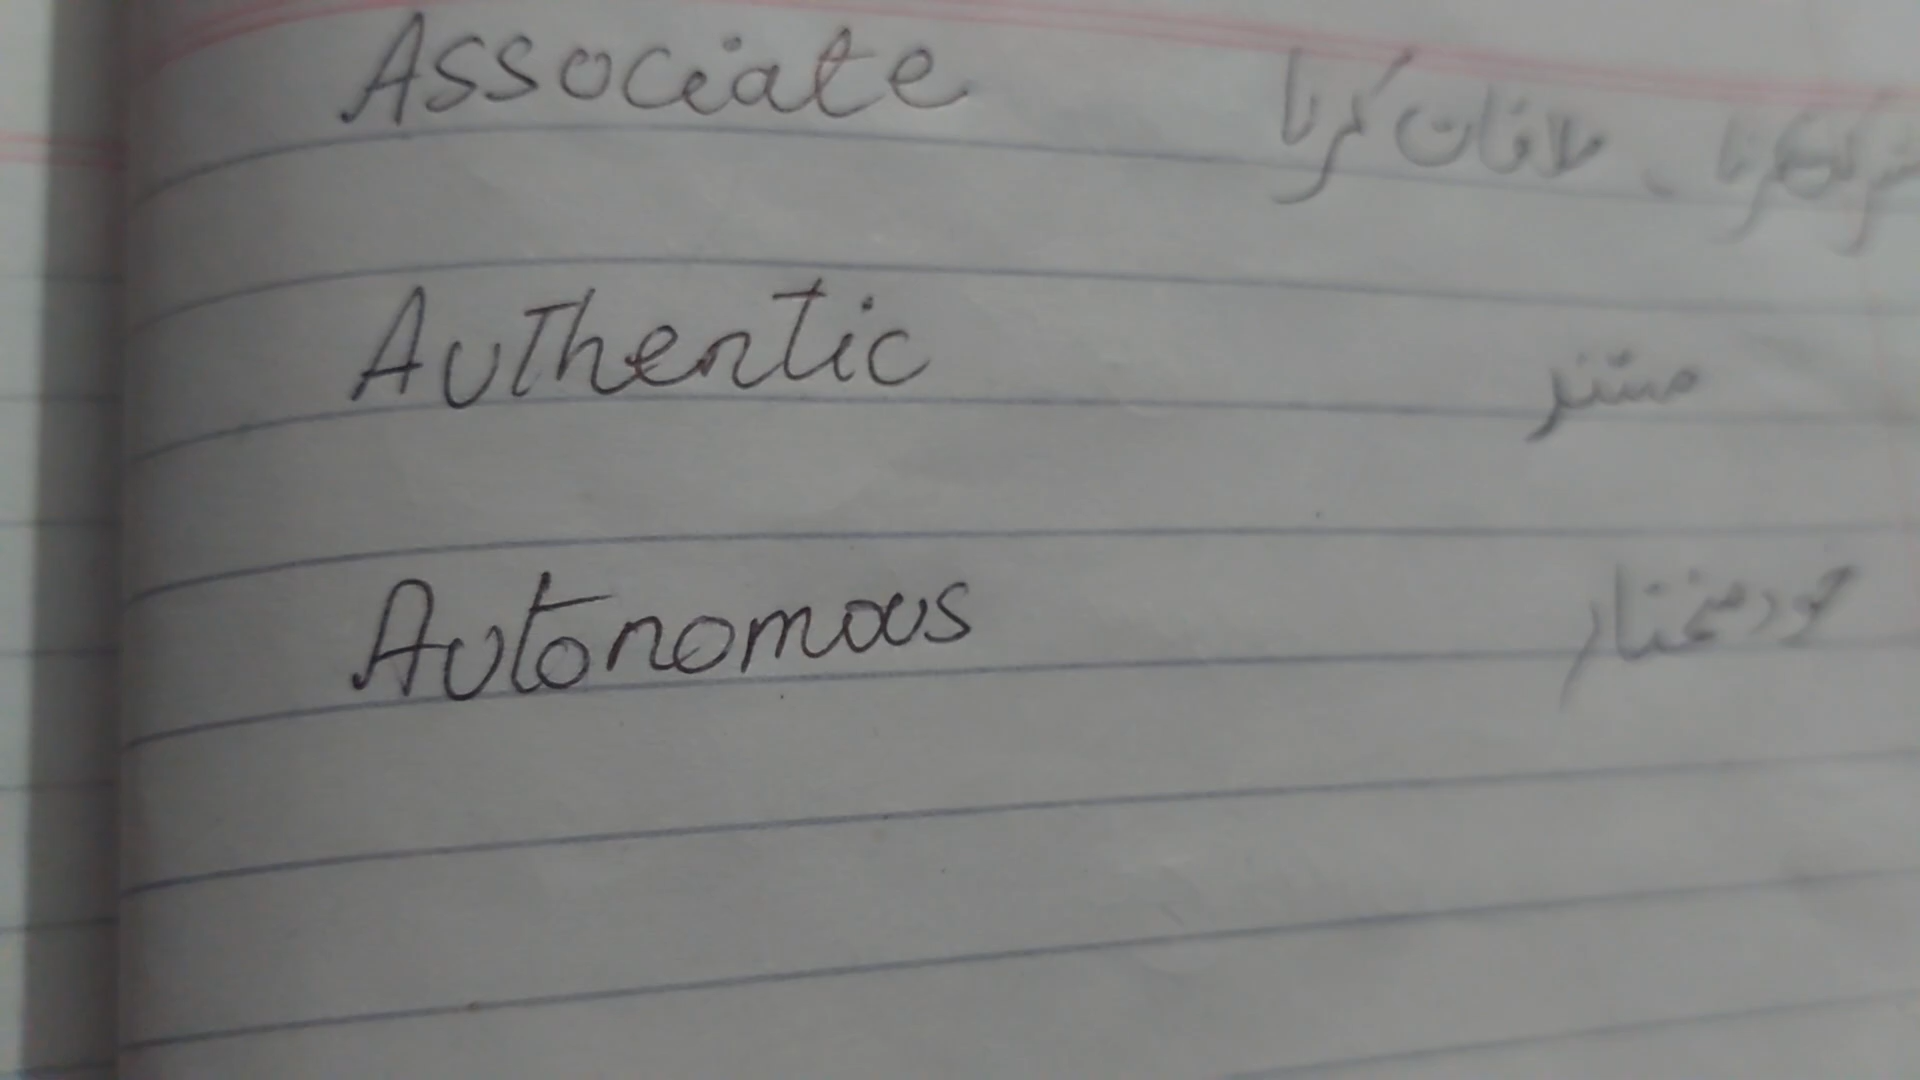 Associate ملاقات کرنا -
Authentic مستند
Autonomous خودمختار